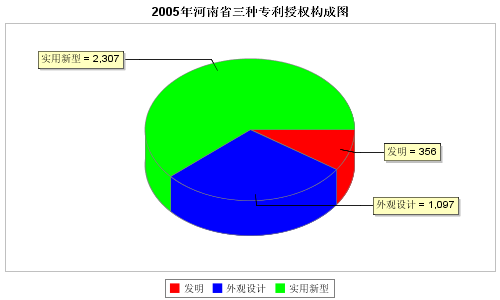 2005年河南省三种专利授权构成图
实用新型 = 2,307
发明 = 356
外观设计 = 1,097
发明 外观设计 实用新型